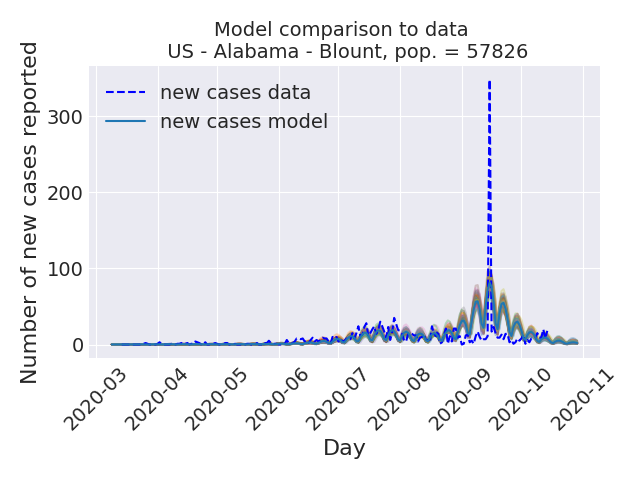 Model comparison to data
US - Alabama - Blount, pop. = 57826
new cases data
new cases model
Number of new cases reported
300
200
100
0
2020-03
2020-04
2020-05
2020-06
2020-07
2020-08
2020-09
2020-10
2020-11
Day